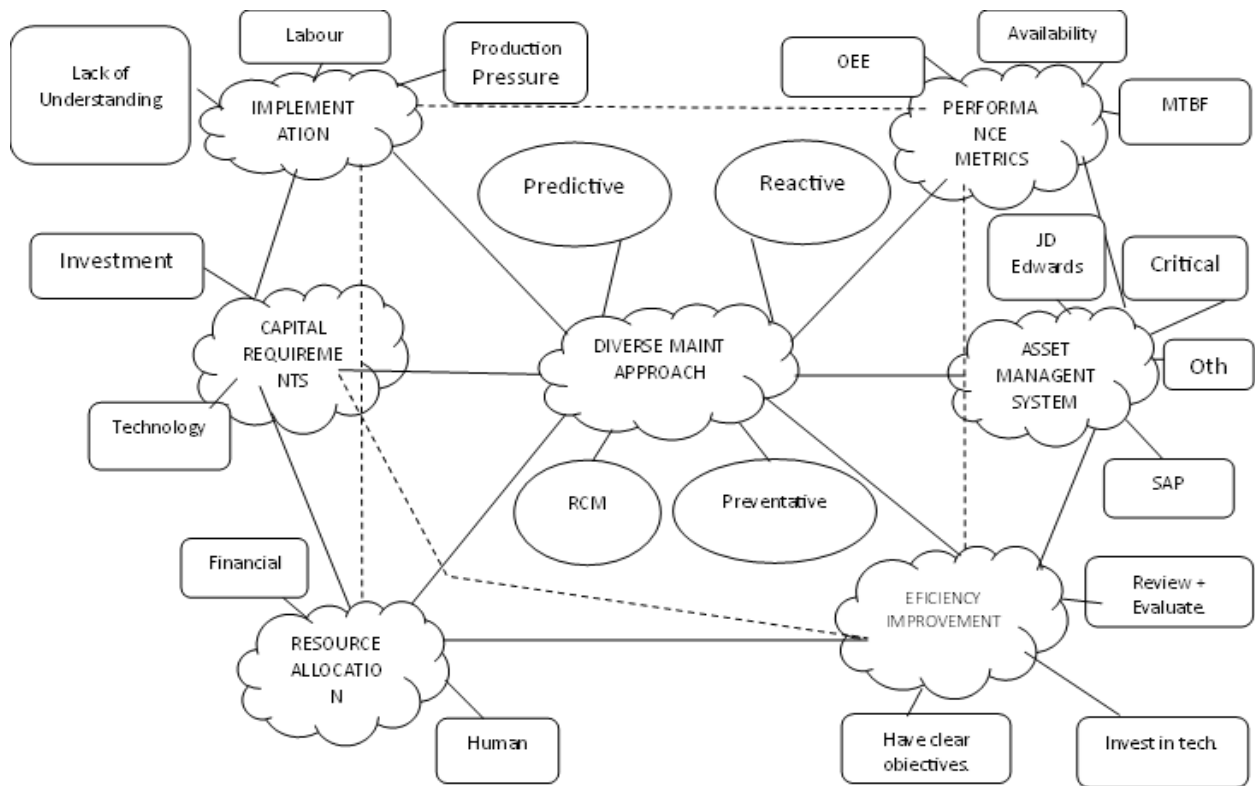 Labour
Availability
Production
Pressure
OEE
Lack of
Understanding
IMPLEMENT
ATION
PERFORMA
NCE
METRICS
MTBF
Predictive
Reactive
JD
Edwards
Critical
Investment
CAPITAL
REQUIREME
NTS
DIVERSE MAINT
APPROACH
ASSET
MANAGENT
SYSTEM
Oth
Technology
RCM
Preventative
SAP
Financial
Review +
Evaluate.
EFICIENCY
IMPROVEMENT
RESOURCE
ALLOCATIO
N
Human
Have clear
objectives.
Invest in tech.